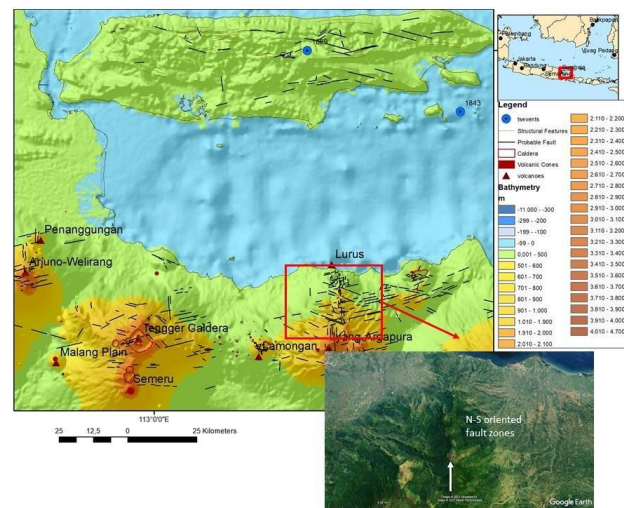 1889
1843
Penanggungan
Arjuno-Welirang
Lurus
Tengger Caldera
Malang Plain
Semeru
Lamongan
Iyang-Argapura
113°0'0"E
25 12,5 0 25 Kilometers
Palembang
Balikpapan
Ujung Padang
Jakarta
Bandung
Legend
tsevents
Structural Features
Probable Fault
Caldera
Volcanic Cones
volcanoes
Bathymetry
m
-11.000 - -300
-299 - -200
-199 - -100
-99 - 0
0,001 - 500
501 - 600
601 - 700
701 - 800
801 - 900
901 - 1.000
1.010 - 1.900
1.910 - 2.000
2.010 - 2.100
2.110 - 2.200
2.210 - 2.300
2.310 - 2.400
2.410 - 2.500
2.510 - 2.600
2.610 - 2.700
2.710 - 2.800
2.810 - 2.900
2.910 - 3.000
3.010 - 3.100
3.110 - 3.200
3.210 - 3.300
3.310 - 3.400
3.410 - 3.500
3.510 - 3.600
3.610 - 3.700
3.710 - 3.800
3.810 - 3.900
3.910 - 4.000
4.010 - 4.700
N-S oriented
fault zones
Google Earth